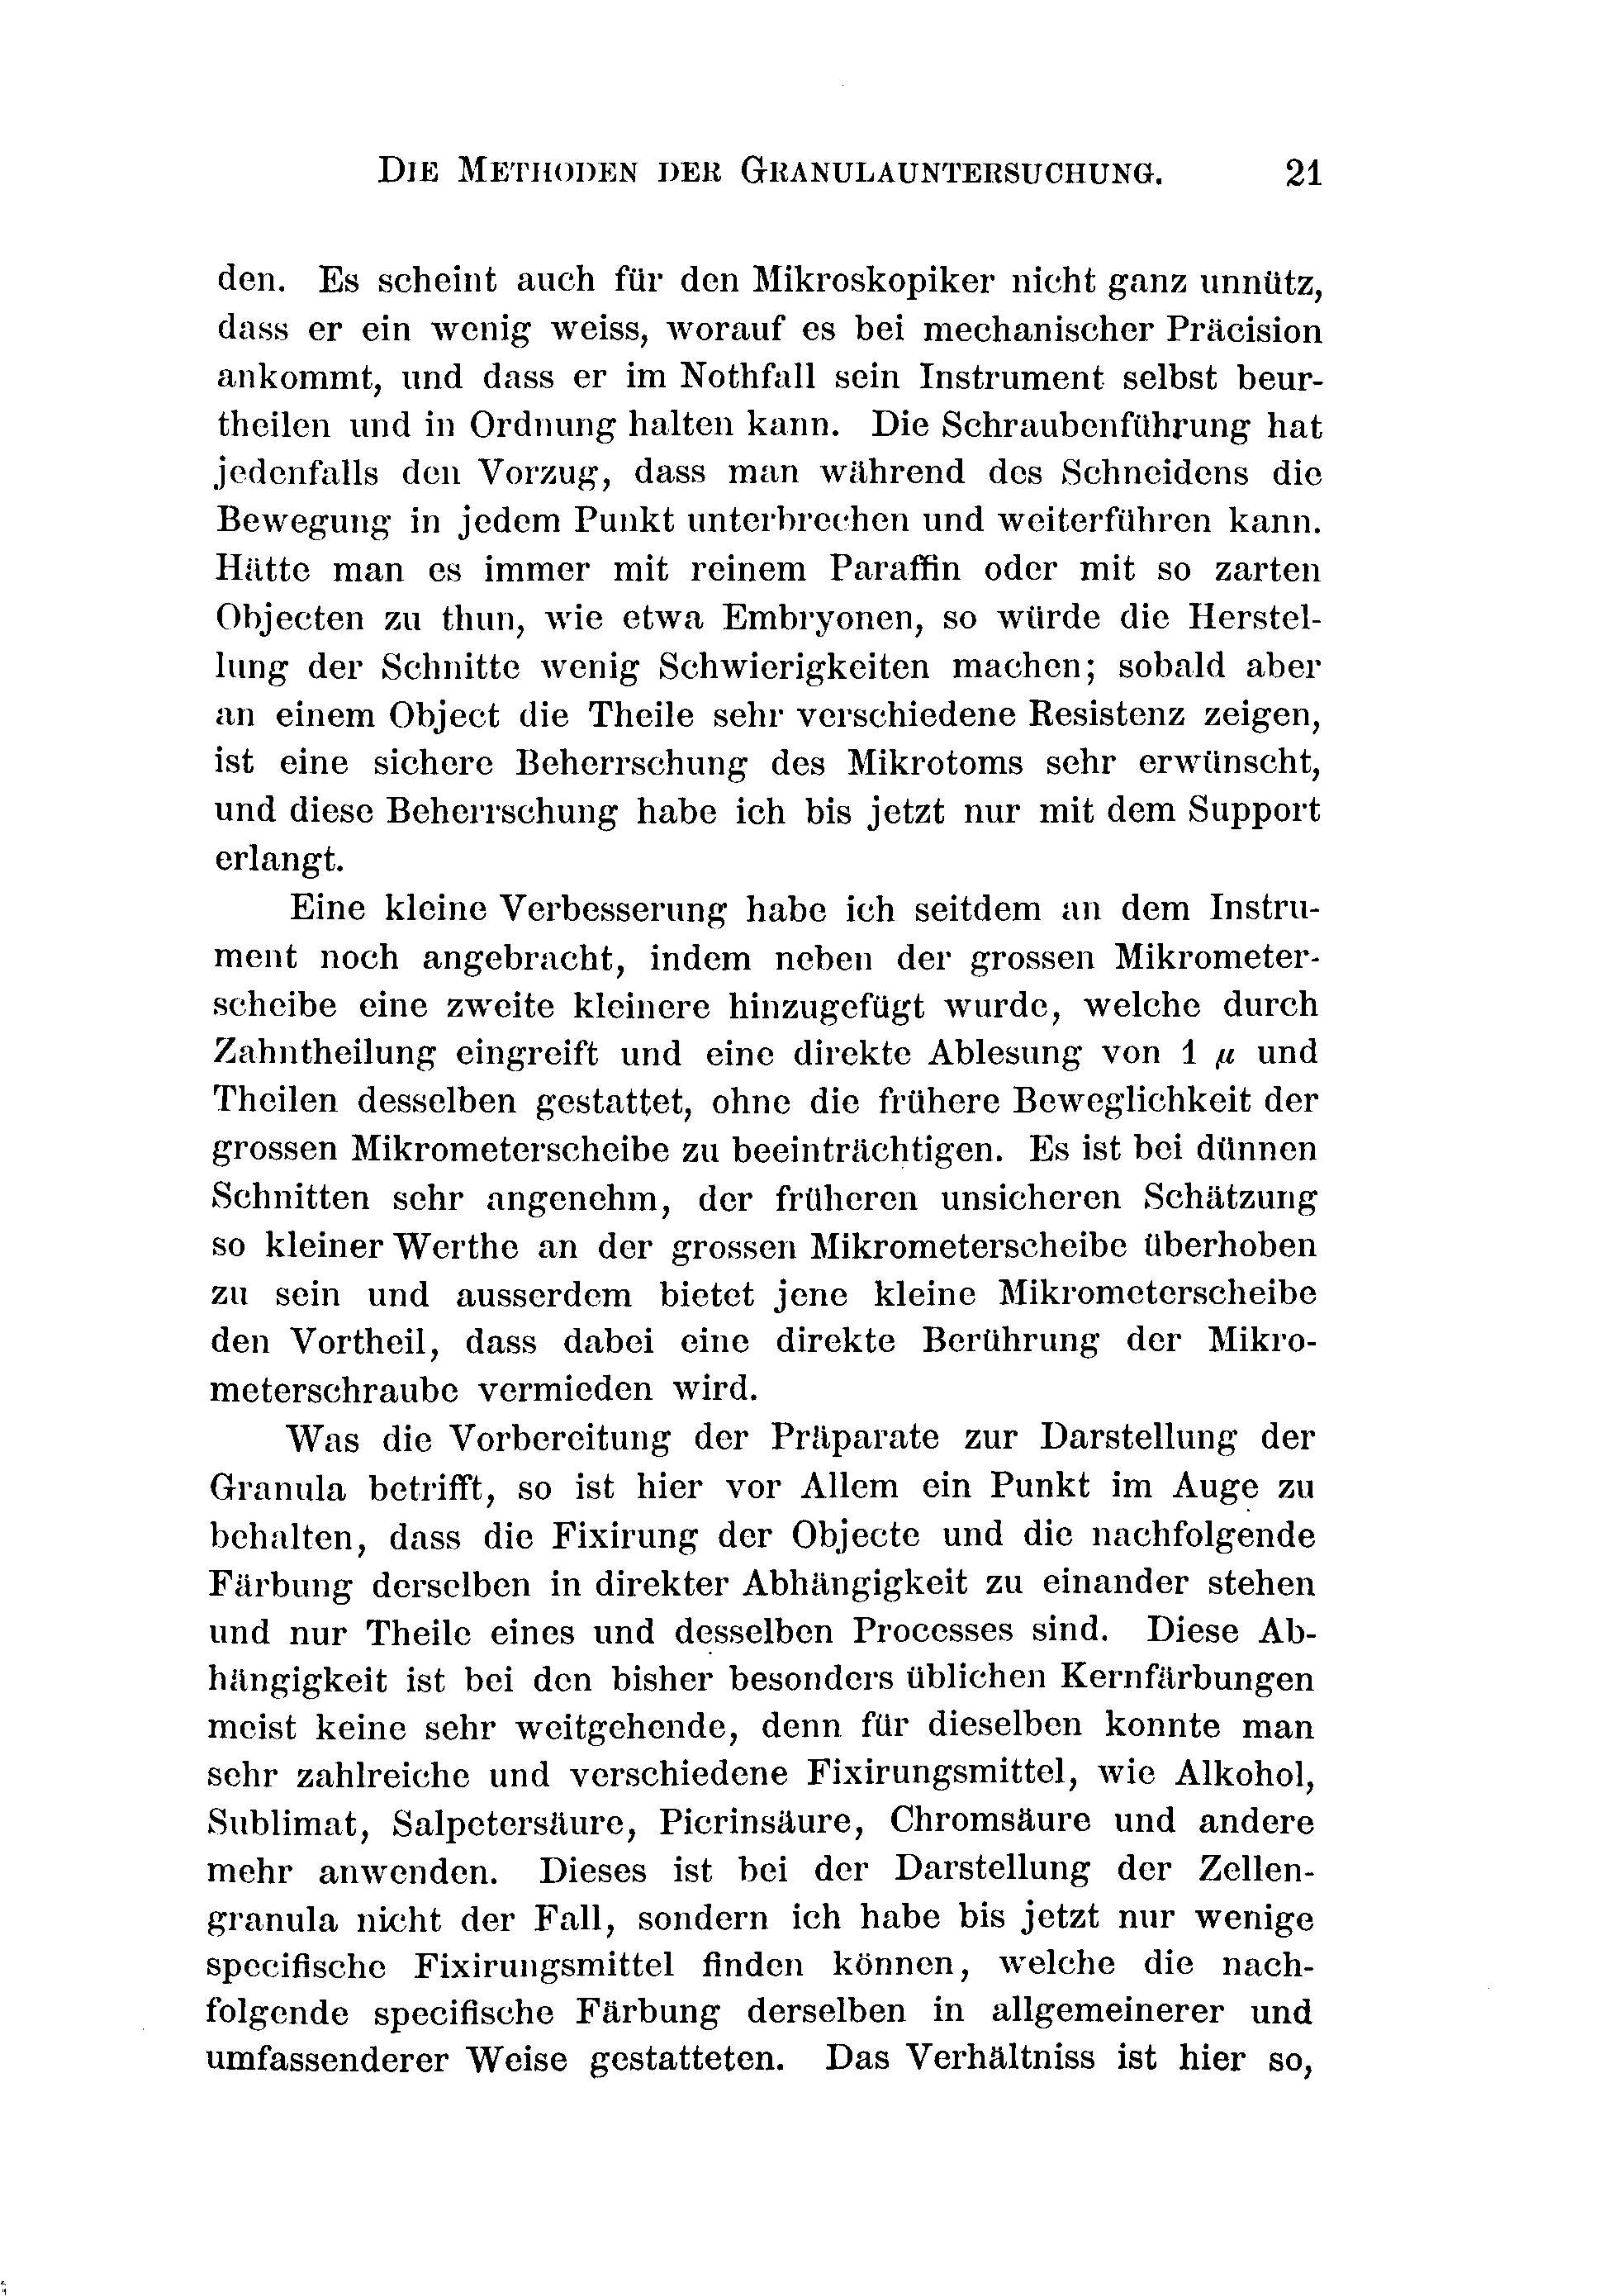 DIE METHODEN DER GRANULAUNTERSUCHUNG. 21
den. Es scheint auch für den Mikroskopiker nicht ganz unnütz,
dass er ein wenig weiss, worauf es bei mechanischer Präcision
ankommt, und dass er im Nothfall sein Instrument selbst beur-
theilen und in Ordnung halten kann. Die Schraubenführung hat
jedenfalls den Vorzug, dass man während des Schneidens die
Bewegung in jedem Punkt unterbrechen und weiterführen kann.
Hätte man es immer mit reinem Paraffin oder mit so zarten
Objecten zu thun, wie etwa Embryonen, so würde die Herstel-
lung der Schnitte wenig Schwierigkeiten machen; sobald aber
an einem Object die Theile sehr verschiedene Resistenz zeigen,
ist eine sichere Beherrschung des Mikrotoms sehr erwünscht,
und diese Beherrschung habe ich bis jetzt nur mit dem Support
erlangt.
Eine kleine Verbesserung habe ich seitdem an dem Instru-
ment noch angebracht, indem neben der grossen Mikrometer-
scheibe eine zweite kleinere hinzugefügt wurde, welche durch
Zahntheilung eingreift und eine direkte Ablesung von 1 μ und
Theilen desselben gestattet, ohne die frühere Beweglichkeit der
grossen Mikrometerscheibe zu beeinträchtigen. Es ist bei dünnen
Schnitten sehr angenehm, der früheren unsicheren Schätzung
so kleiner Werthe an der grossen Mikrometerscheibe überhoben
zu sein und ausserdem bietet jene kleine Mikrometerscheibe
den Vortheil, dass dabei eine direkte Berührung der Mikro-
meterschraube vermieden wird.
Was die Vorbereitung der Präparate zur Darstellung der
Granula betrifft, so ist hier vor Allem ein Punkt im Auge zu
behalten, dass die Fixirung der Objecte und die nachfolgende
Färbung derselben in direkter Abhängigkeit zu einander stehen
und nur Theile eines und desselben Processes sind. Diese Ab-
hängigkeit ist bei den bisher besonders üblichen Kernfärbungen
meist keine sehr weitgehende, denn für dieselben konnte man
sehr zahlreiche und verschiedene Fixirungsmittel, wie Alkohol,
Sublimat, Salpetersäure, Picrinsäure, Chromsäure und andere
mehr anwenden. Dieses ist bei der Darstellung der Zellen-
granula nicht der Fall, sondern ich habe bis jetzt nur wenige
specifische Fixirungsmittel finden können, welche die nach-
folgende specifische Färbung derselben in allgemeinerer und
umfassenderer Weise gestatteten. Das Verhältniss ist hier so,